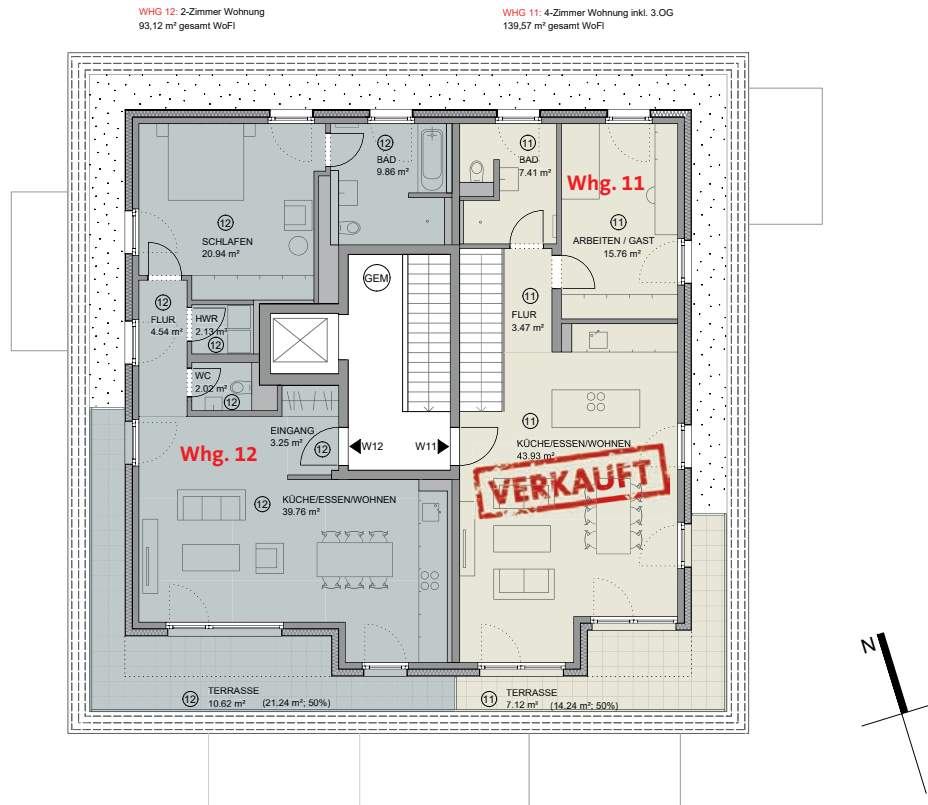 WHG 12: 2-Zimmer Wohnung
93,12 m² gesamt WoFl
WHG 11: 4-Zimmer Wohnung inkl. 3.OG
139,57 m² gesamt WoFl
12
BAD
9.86 m²
11
BAD
7.41 m²
Whg. 11
12
SCHLAFEN
20.94 m²
11
ARBEITEN / GAST
15.76 m²
GEM
12
FLUR
4.54 m²
HWR
2.13 m²
12
11
FLUR
3.47 m²
WC
2.02 m²
12
EINGANG
3.25 m²
12
W12
W11
11
KÜCHE/ESSEN/WOHNEN
43.93 m²
Whg. 12
VERKAUFT
12
KÜCHE/ESSEN/WOHNEN
39.76 m²
12
TERRASSE
10.62 m² (21.24 m²; 50%)
11
TERRASSE
7.12 m² (14.24 m²; 50%)
N